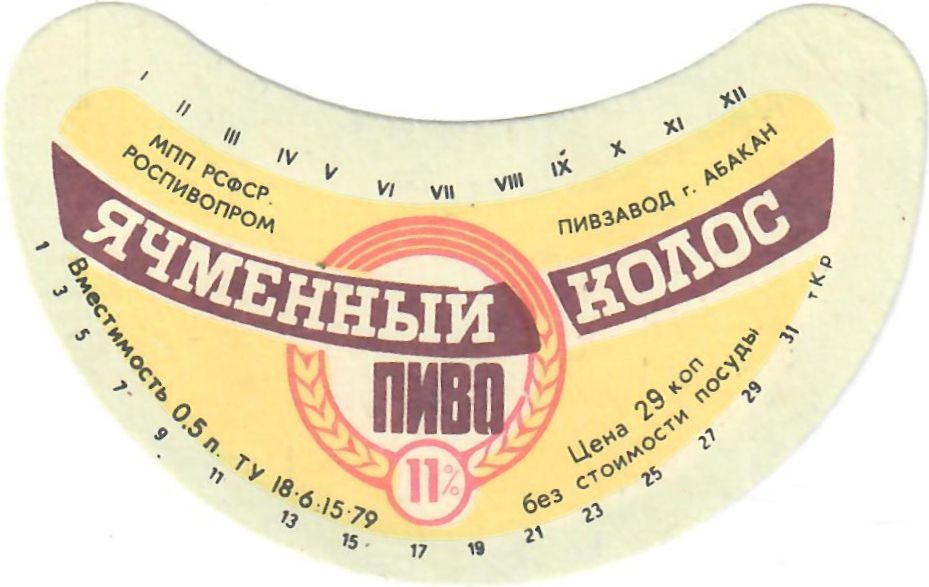 I II III IV V VI VII VIII IX X XI XII
МПП РСФСР.
РОСПИВОПРОМ
ПИВЗАВОД г. АБАКАН
ЯЧМЕННЫЙ КОЛОС
ПИВО
11%
Вместимость 0.5 л. ТУ 18·6·15·79
Цена 29 коп
без стоимости посуды
1 3 5 7 9 11 13 15 17 19 21 23 25 27 29 31 тКр